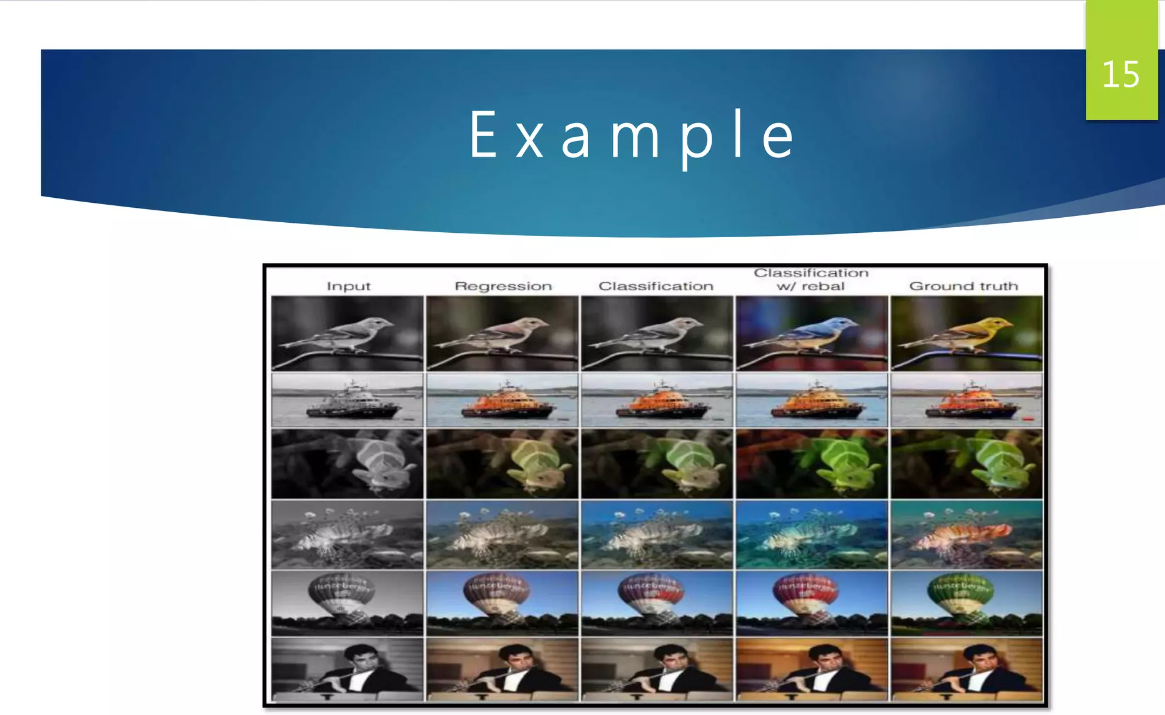 15
Example
Input Regression Classification Classification w/ rebal Ground truth